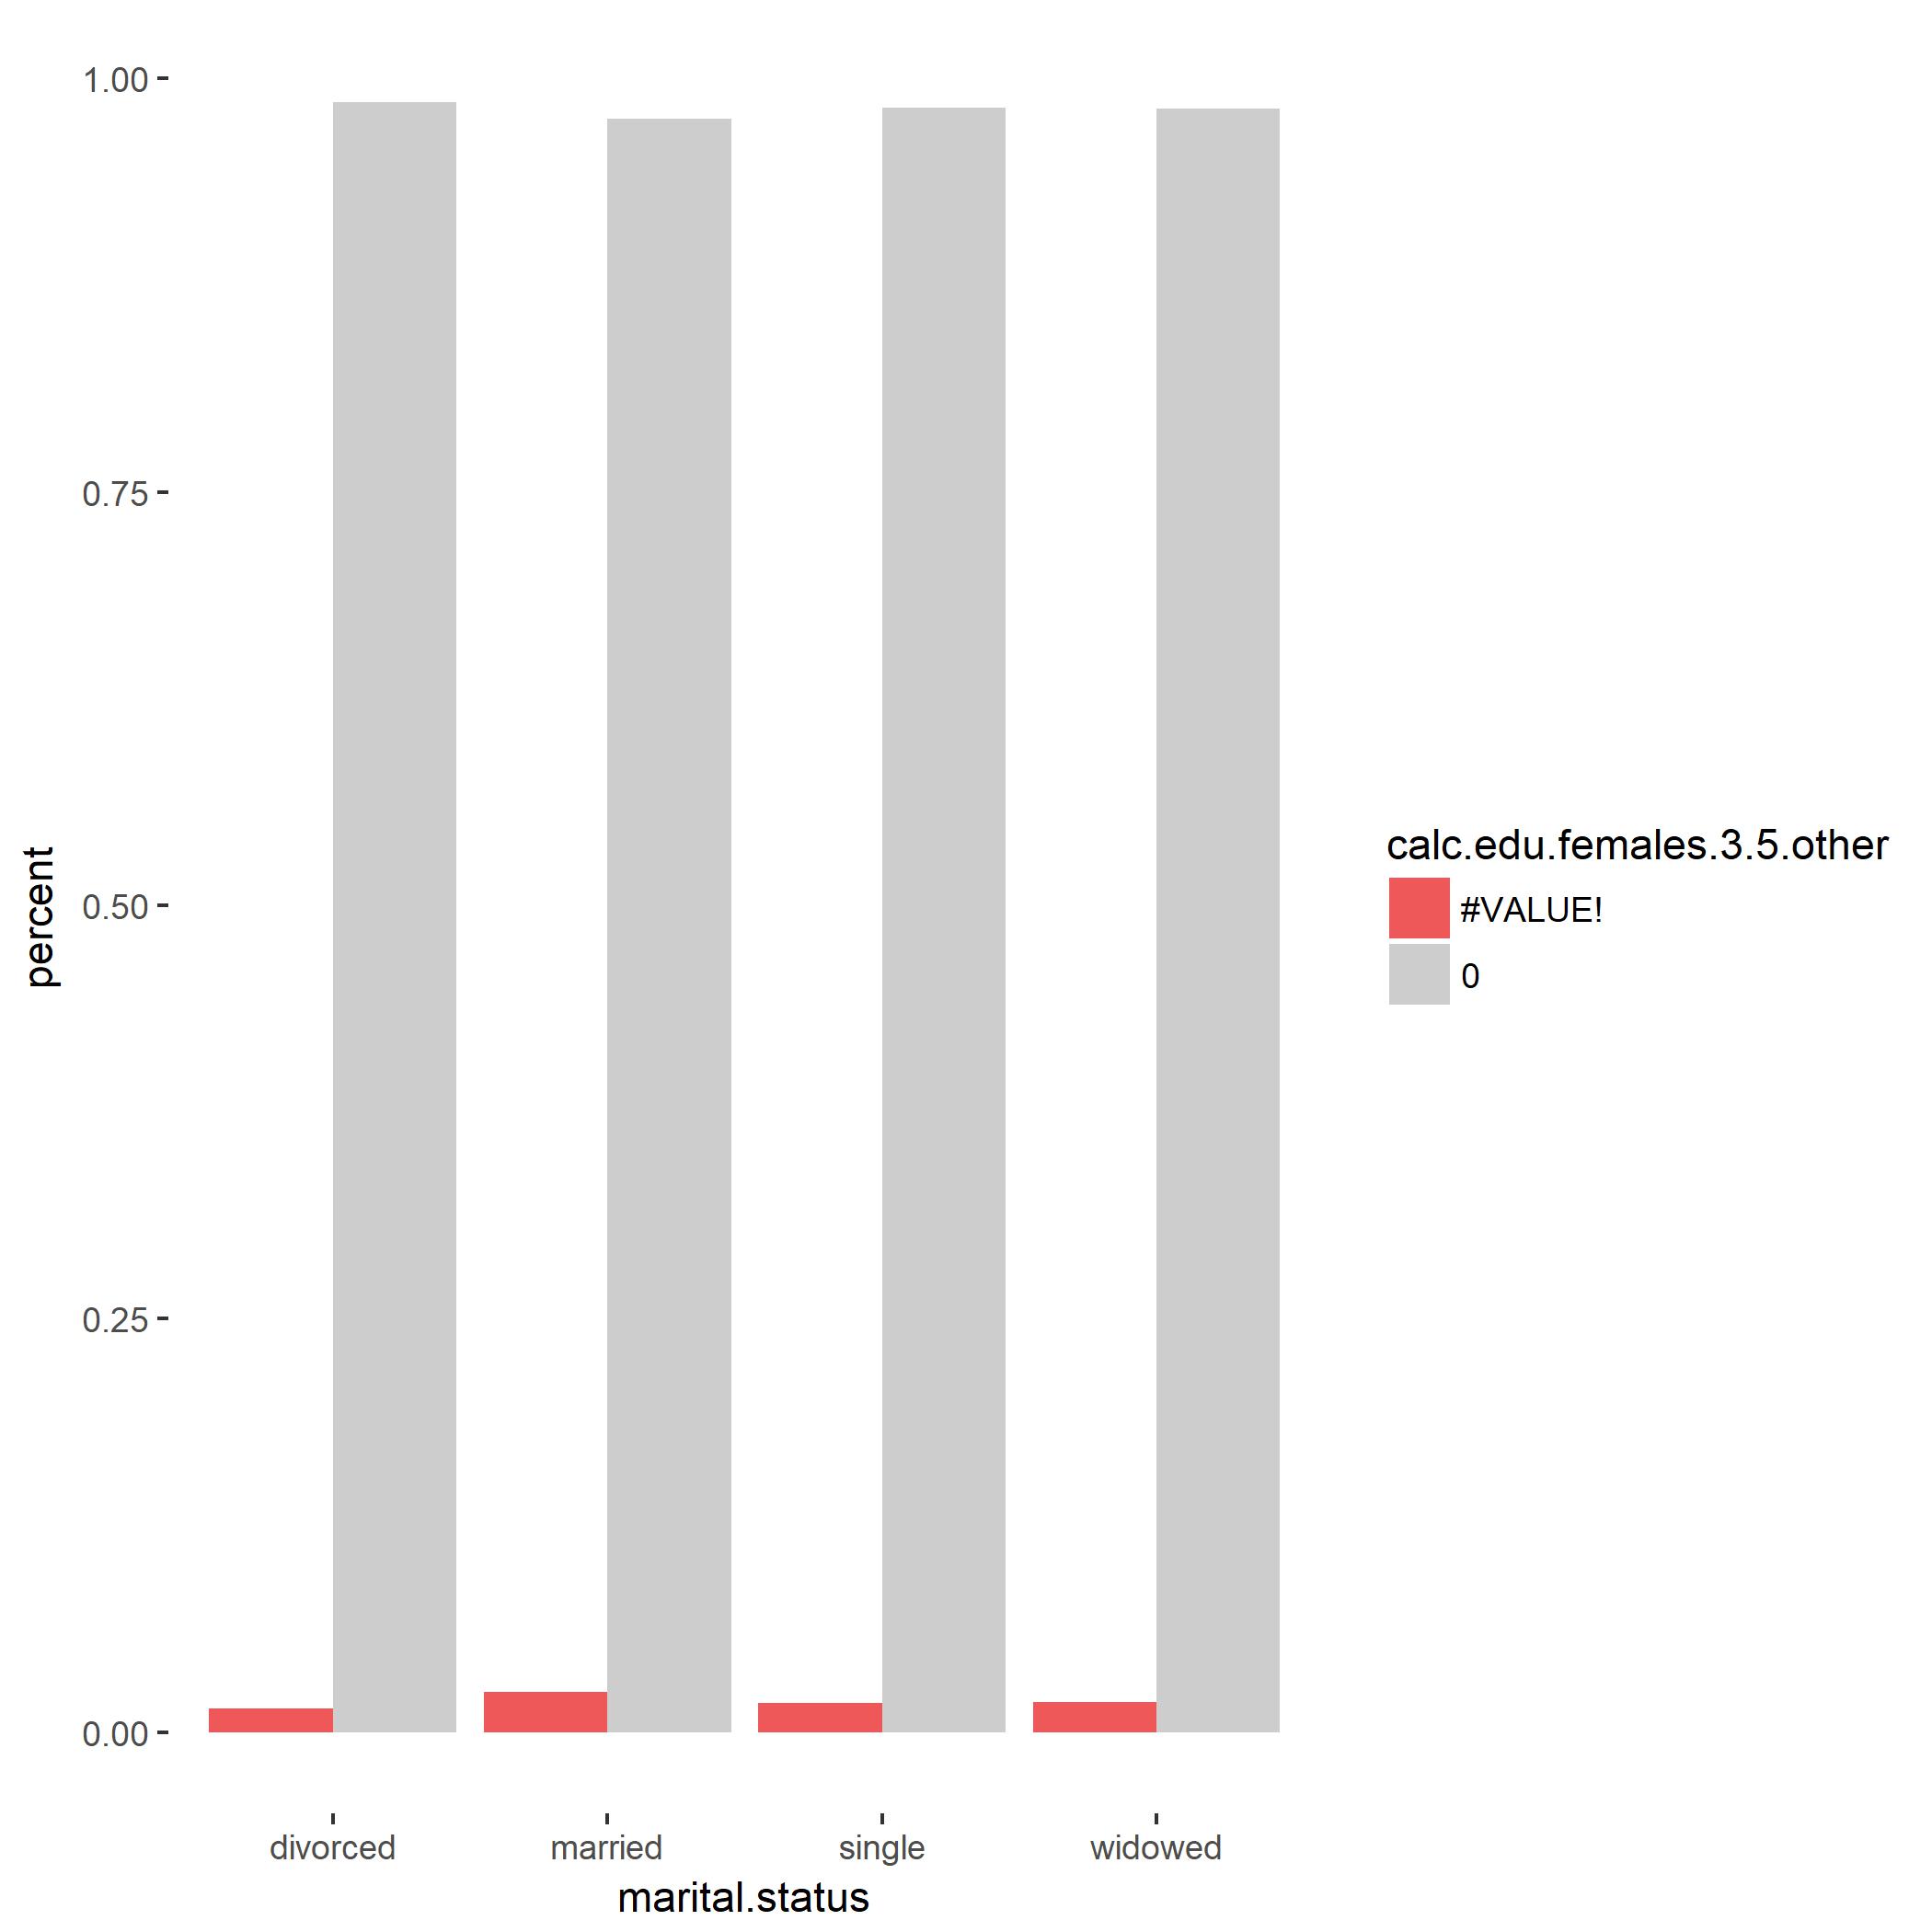 1.00
0.75
0.50
0.25
0.00
percent
divorced married single widowed
marital.status
calc.edu.females.3.5.other
#VALUE!
0